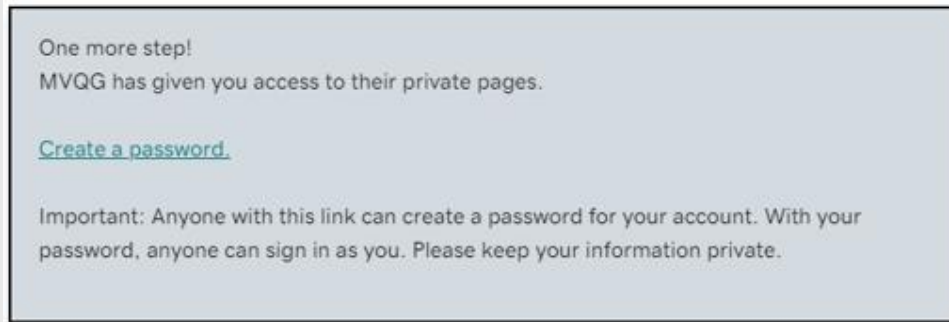 One more step!
MVQG has given you access to their private pages.
Create a password.
Important: Anyone with this link can create a password for your account. With your
password, anyone can sign in as you. Please keep your information private.